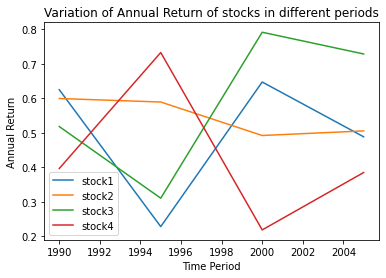 Variation of Annual Return of stocks in different periods
Annual Return
0.8
0.7
0.6
0.5
0.4
0.3
0.2
stock1
stock2
stock3
stock4
1990 1992 1994 1996 1998 2000 2002 2004
Time Period